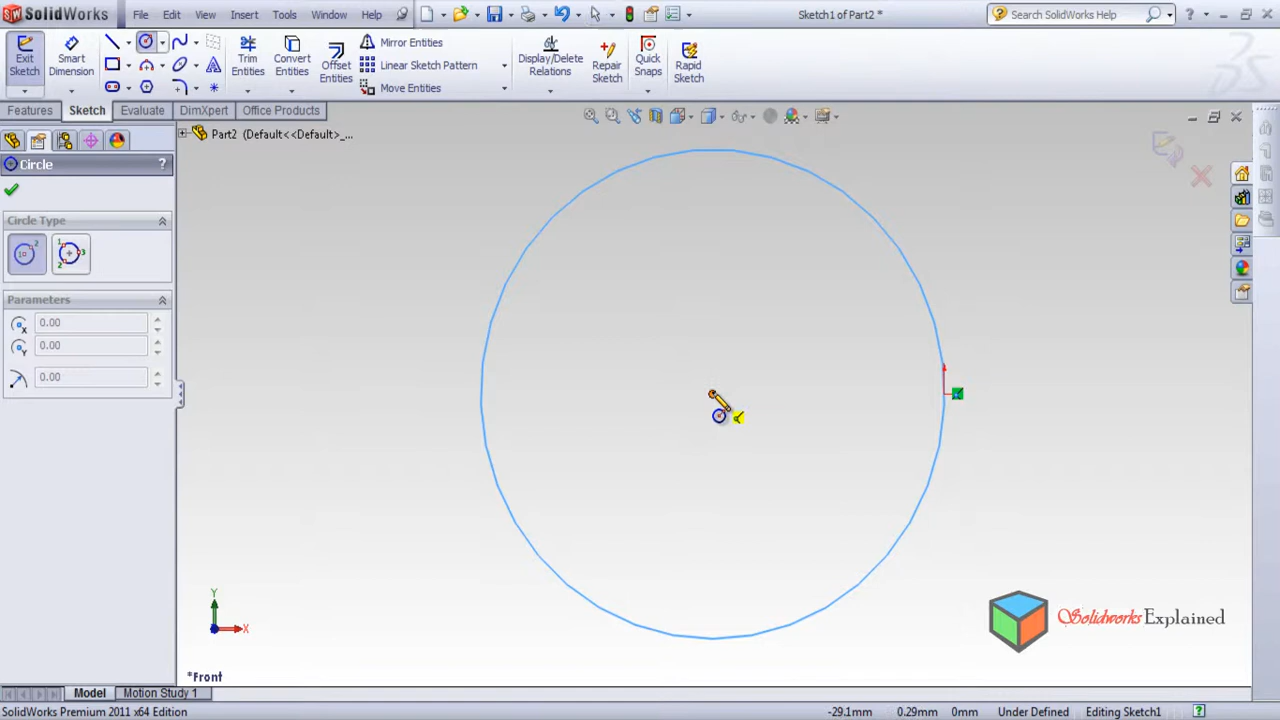 SolidWorks
File Edit View Insert Tools Window Help
Sketch1 of Part2 *
Search SolidWorks Help
Exit Sketch
Smart Dimension
Trim Entities
Convert Entities
Offset Entities
Mirror Entities
Linear Sketch Pattern
Move Entities
Display/Delete Relations
Repair Sketch
Quick Snaps
Rapid Sketch
Features Sketch Evaluate DimXpert Office Products
Part2 (Default<<Default>_...
Circle ?
Circle Type
Parameters
0.00
0.00
0.00
Y
X
*Front
Solidworks Explained
Model Motion Study 1
SolidWorks Premium 2011 x64 Edition -29.1mm 0.29mm 0mm Under Defined Editing Sketch1